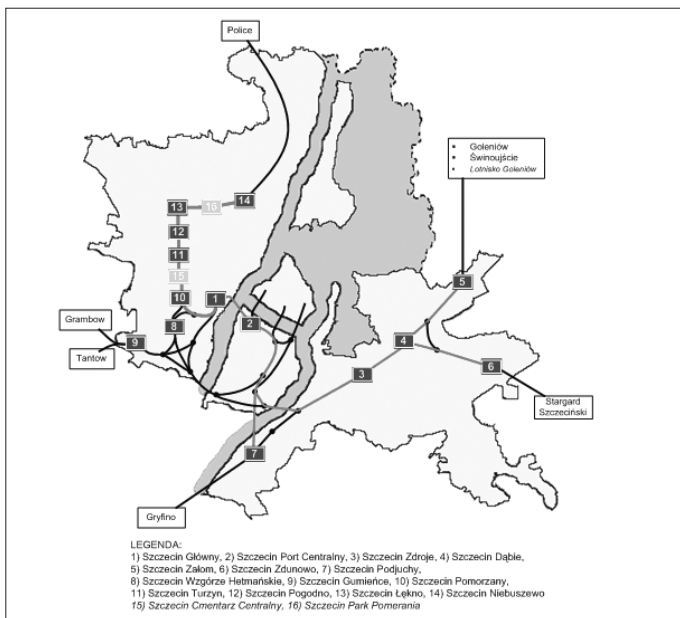 Police
Goleniów
Świnoujście
Lotnisko Goleniów
13
16
14
12
11
15
5
10
1
Grambow
8
2
9
4
Tantow
3
6
Stargard
Szczeciński
7
Gryfino
LEGENDA:
1) Szczecin Główny, 2) Szczecin Port Centralny, 3) Szczecin Zdroje, 4) Szczecin Dąbie,
5) Szczecin Załom, 6) Szczecin Zdunowo, 7) Szczecin Podjuchy,
8) Szczecin Wzgórze Hetmańskie, 9) Szczecin Gumieńce, 10) Szczecin Pomorzany,
11) Szczecin Turzyn, 12) Szczecin Pogodno, 13) Szczecin Łękno, 14) Szczecin Niebuszewo
15) Szczecin Cmentarz Centralny, 16) Szczecin Park Pomerania